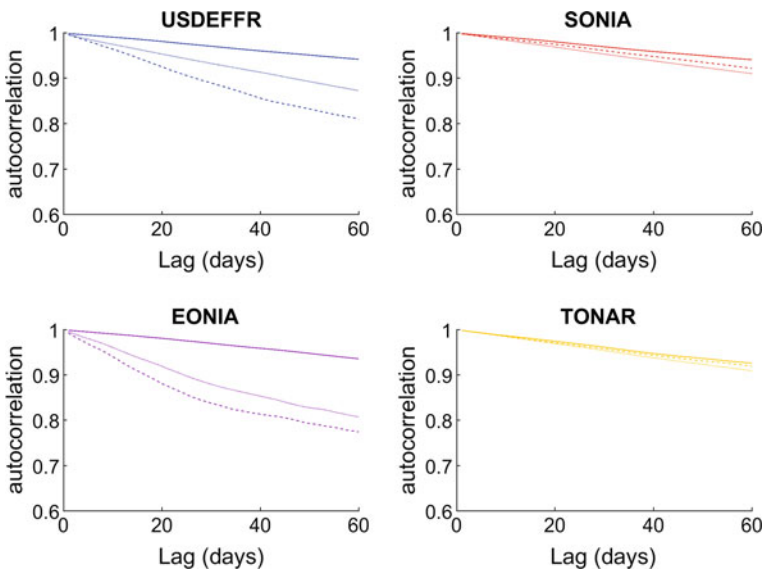 USDEFFR
autocorrelation
1
0.9
0.8
0.7
0.6
0 20 40 60
Lag (days)
SONIA
autocorrelation
1
0.9
0.8
0.7
0.6
0 20 40 60
Lag (days)
EONIA
autocorrelation
1
0.9
0.8
0.7
0.6
0 20 40 60
Lag (days)
TONAR
autocorrelation
1
0.9
0.8
0.7
0.6
0 20 40 60
Lag (days)